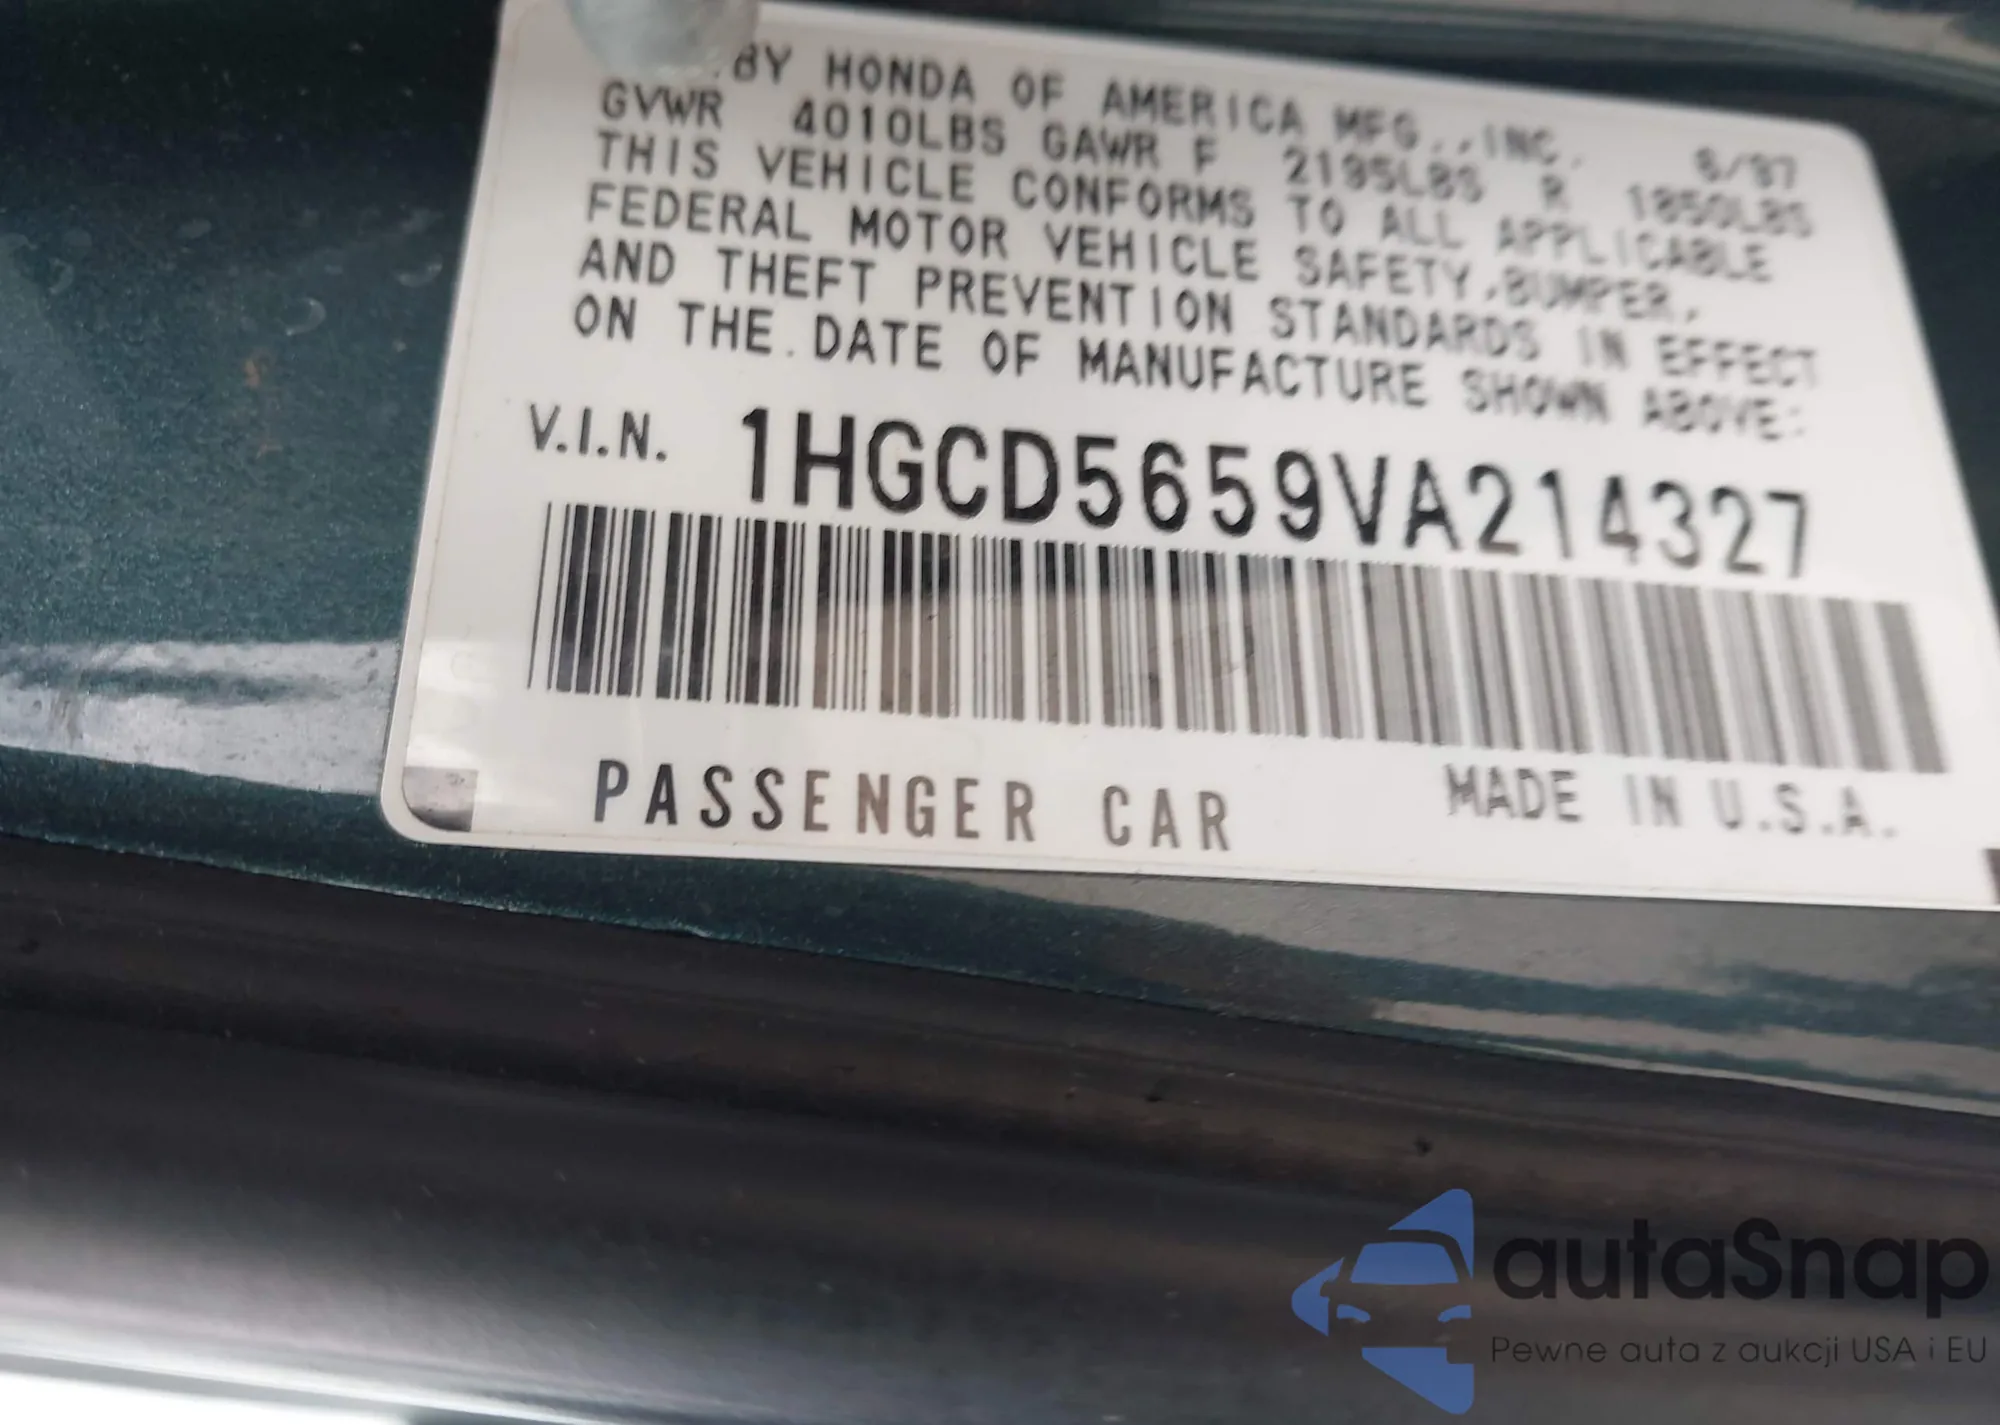 BY HONDA OF AMERICA MFG.,INC. 6/97
GVWR 4010LBS GAWR F 2195LBS R 1850LBS
THIS VEHICLE CONFORMS TO ALL APPLICABLE
FEDERAL MOTOR VEHICLE SAFETY,BUMPER,
AND THEFT PREVENTION STANDARDS IN EFFECT
ON THE DATE OF MANUFACTURE SHOWN ABOVE:
V.I.N. 1HGCD5659VA214327
PASSENGER CAR MADE IN U.S.A.
autaSnap
Pewne auta z aukcji USA i EU